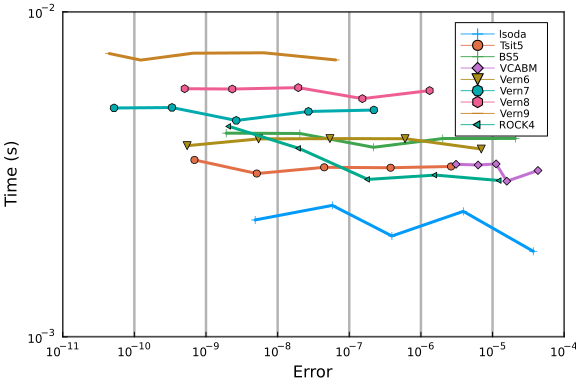 10⁻²
lsoda
Tsit5
BS5
VCABM
Vern6
Vern7
Vern8
Vern9
ROCK4
Time (s)
10⁻³
10⁻¹¹ 10⁻¹⁰ 10⁻⁹ 10⁻⁸ 10⁻⁷ 10⁻⁶ 10⁻⁵ 10⁻⁴
Error